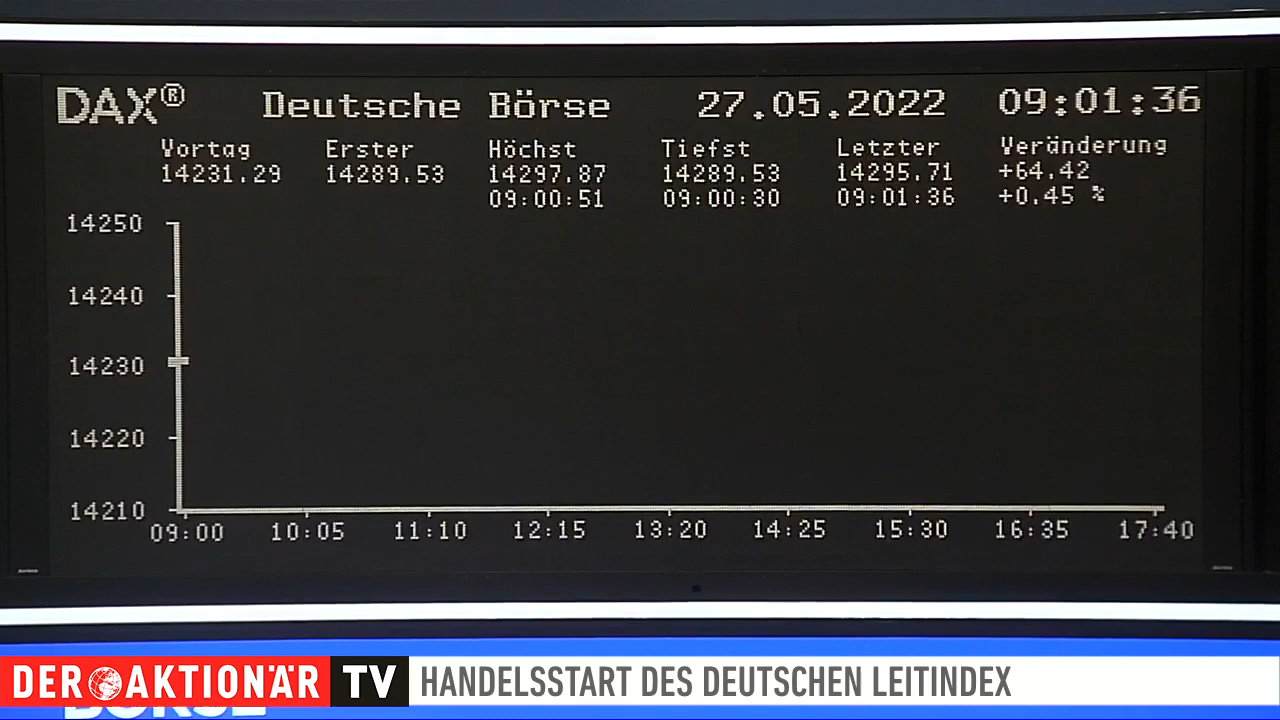 DAX® Deutsche Börse 27.05.2022 09:01:36
Vortag Erster Höchst Tiefst Letzter Veränderung
14231.29 14289.53 14297.87 14289.53 14295.71 +64.42
09:00:51 09:00:30 09:01:36 +0.45 %
14250
14240
14230
14220
14210
09:00 10:05 11:10 12:15 13:20 14:25 15:30 16:35 17:40
DER AKTIONÄR TV HANDELSSTART DES DEUTSCHEN LEITINDEX
BÖRSE